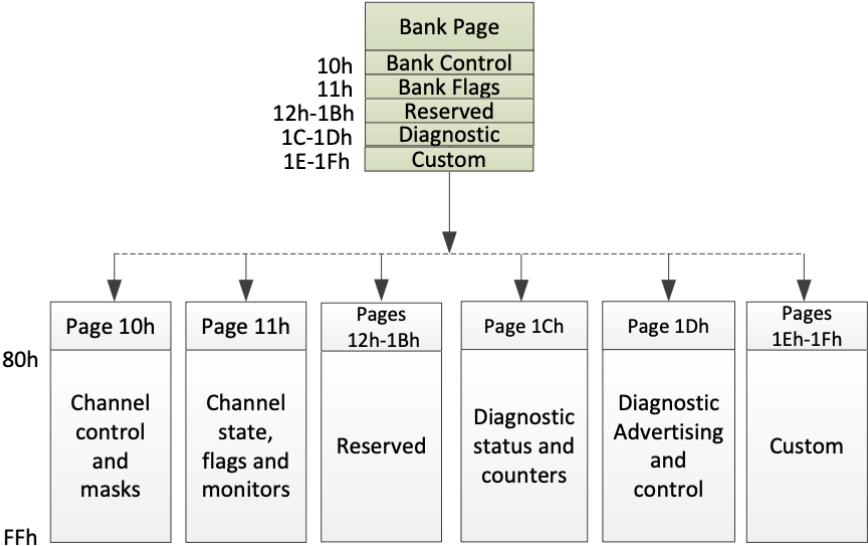 Bank Page
10h Bank Control
11h Bank Flags
12h-1Bh Reserved
1C-1Dh Diagnostic
1E-1Fh Custom
Page 10h
Page 11h
Pages
12h-1Bh
Page 1Ch
Page 1Dh
Pages
1Eh-1Fh
80h
Channel
control
and
masks
Channel
state,
flags and
monitors
Reserved
Diagnostic
status and
counters
Diagnostic
Advertising
and
control
Custom
FFh